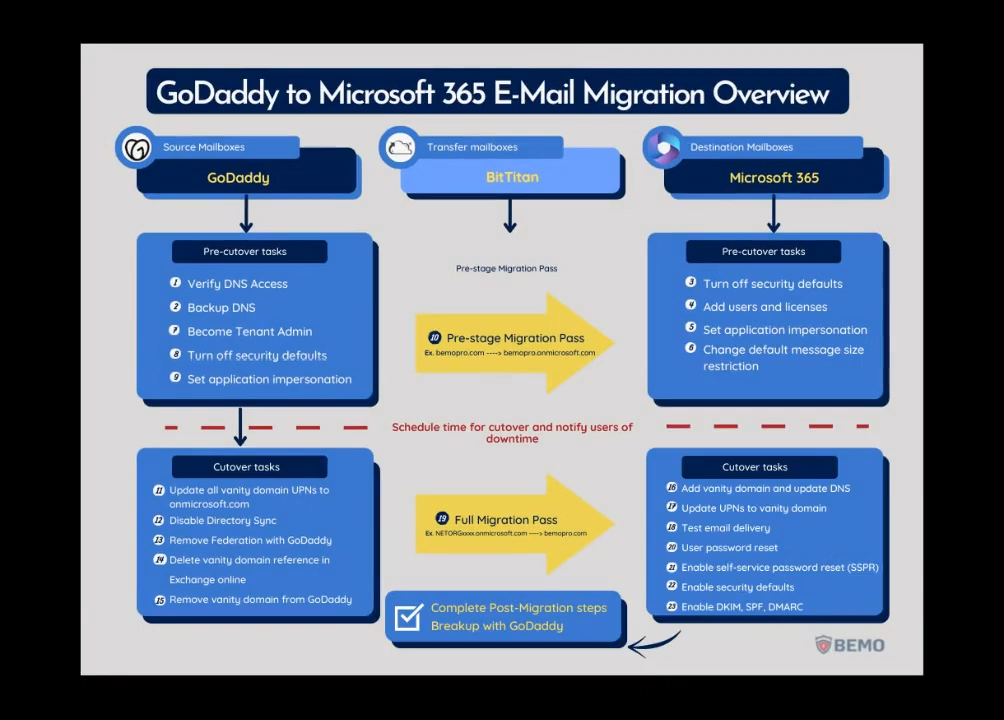 GoDaddy to Microsoft 365 E-Mail Migration Overview
Source Mailboxes
GoDaddy
Transfer mailboxes
BitTitan
Destination Mailboxes
Microsoft 365
Pre-cutover tasks
1 Verify DNS Access
2 Backup DNS
7 Become Tenant Admin
8 Turn off security defaults
9 Set application impersonation
Pre-stage Migration Pass
10 Pre-stage Migration Pass
Ex. bemopro.com ----> bemopro.onmicrosoft.com
Pre-cutover tasks
3 Turn off security defaults
4 Add users and licenses
5 Set application impersonation
6 Change default message size
restriction
Schedule time for cutover and notify users of
downtime
Cutover tasks
11 Update all vanity domain UPNs to
onmicrosoft.com
12 Disable Directory Sync
13 Remove Federation with GoDaddy
14 Delete vanity domain reference in
Exchange online
15 Remove vanity domain from GoDaddy
19 Full Migration Pass
Ex. NETORGxxxx.onmicrosoft.com ----> bemopro.com
Cutover tasks
16 Add vanity domain and update DNS
17 Update UPNs to vanity domain
18 Test email delivery
20 User password reset
21 Enable self-service password reset (SSPR)
22 Enable security defaults
23 Enable DKIM, SPF, DMARC
Complete Post-Migration steps
Breakup with GoDaddy
BEMO